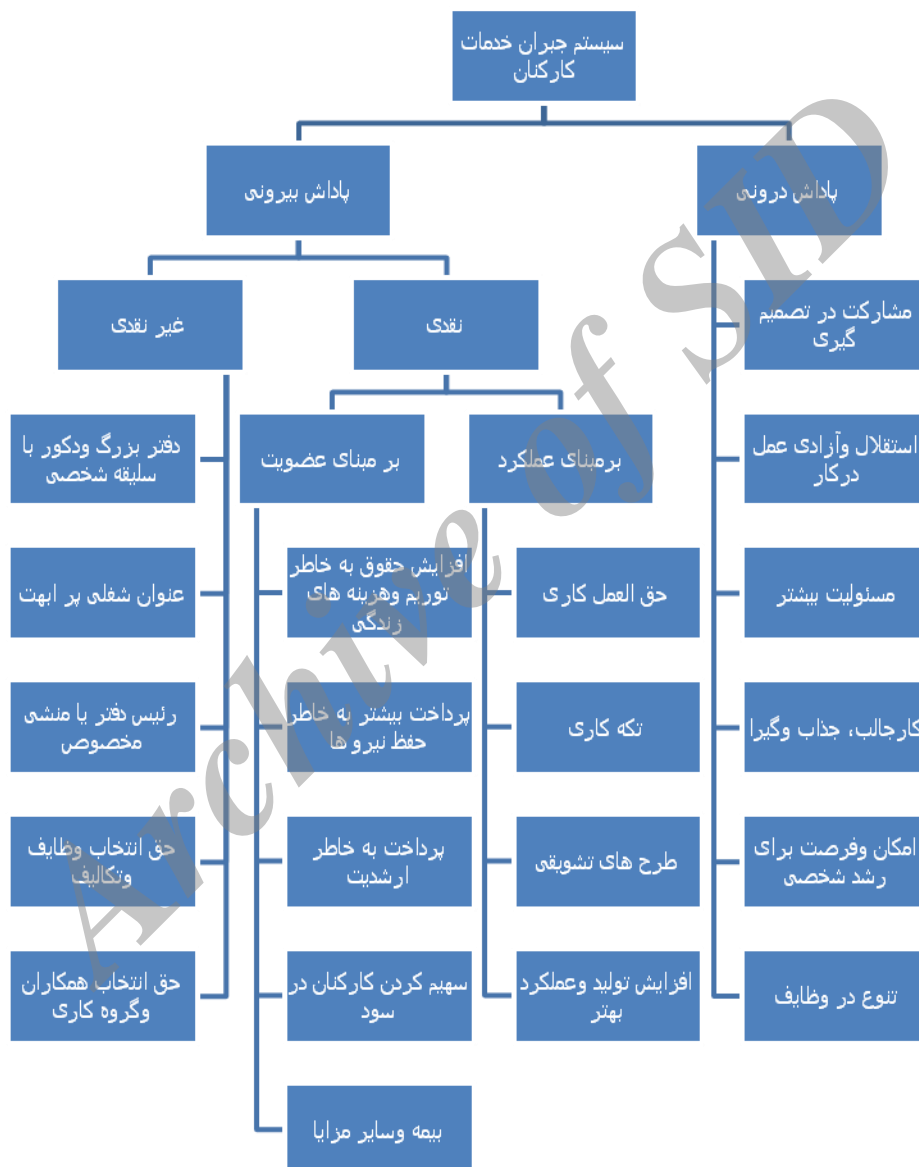 سیستم جبران خدمات
کارکنان
پاداش درونی
پاداش بیرونی
نقدی
غیر نقدی
مشارکت در تصمیم
گیری
استقلال وآزادی عمل
درکار
مسئولیت بیشتر
کارجالب، جذاب وگیرا
امکان وفرصت برای
رشد شخصی
تنوع در وظایف
برمبنای عملکرد
حق العمل کاری
تکه کاری
طرح های تشویقی
افزایش تولید وعملکرد
بهتر
بر مبنای عضویت
افزایش حقوق به خاطر
توریم وهزینه های
زندگی
پرداخت بیشتر به خاطر
حفظ نیرو ها
پرداخت به خاطر
ارشدیت
سهیم کردن کارکنان در
سود
بیمه وسایر مزایا
دفتر بزرگ ودکور با
سلیقه شخصی
عنوان شغلی پر ابهت
رئیس دفتر یا منشی
مخصوص
حق انتخاب وظایف
وتکالیف
حق انتخاب همکاران
وگروه کاری
Archive of SID